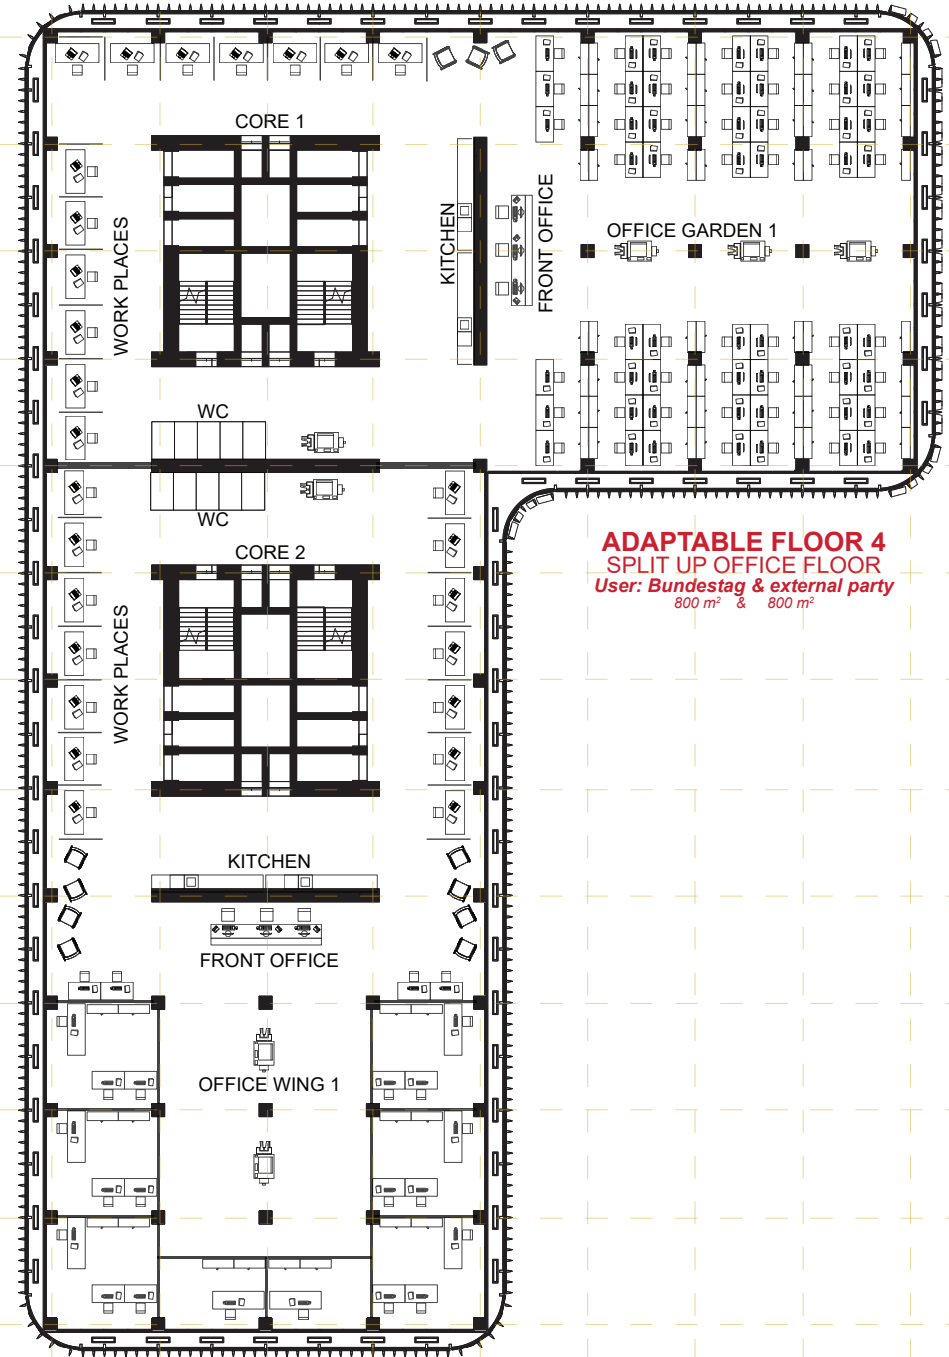 CORE 1
WORK PLACES
KITCHEN
FRONT OFFICE
OFFICE GARDEN 1
WC
WC
CORE 2
ADAPTABLE FLOOR 4
SPLIT UP OFFICE FLOOR
User: Bundestag & external party
800 m² & 800 m²
WORK PLACES
KITCHEN
FRONT OFFICE
OFFICE WING 1